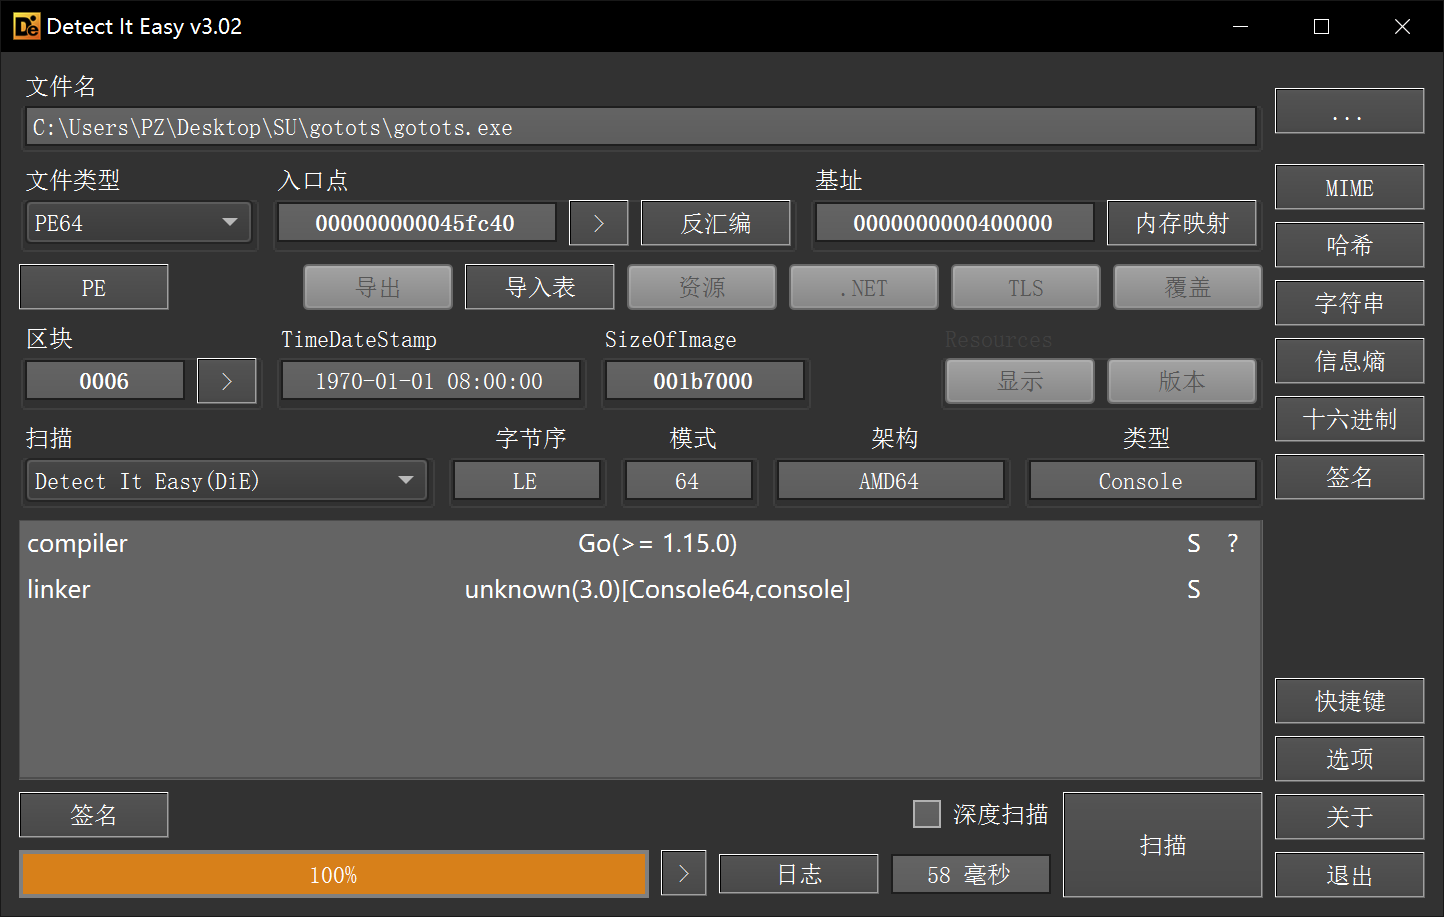 Detect It Easy v3.02
文件名
C:\Users\PZ\Desktop\SU\gotots\gotots.exe
...
文件类型 入口点 基址
PE64 000000000045fc40 > 反汇编 0000000000400000 内存映射
MIME
哈希
PE 导出 导入表 资源 .NET TLS 覆盖
字符串
区块 TimeDateStamp SizeOfImage Resources
0006 > 1970-01-01 08:00:00 001b7000 显示 版本
信息熵
十六进制
扫描 字节序 模式 架构 类型
Detect It Easy(DiE) LE 64 AMD64 Console
签名
compiler Go(>= 1.15.0) S ?
linker unknown(3.0)[Console64,console] S
快捷键
选项
签名 深度扫描 扫描
关于
100% > 日志 58 毫秒
退出